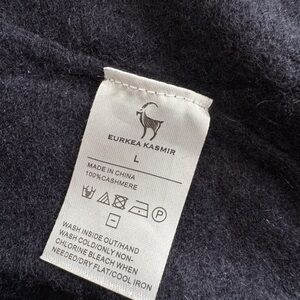 EURKEA KASMIR
L
MADE IN CHINA
100%CASHMERE
P
WASH INSIDE OUT/HAND
WASH COLD/ONLY NON-
CHLORINE BLEACH WHEN
NEEDED/DRY FLAT/COOL IRON